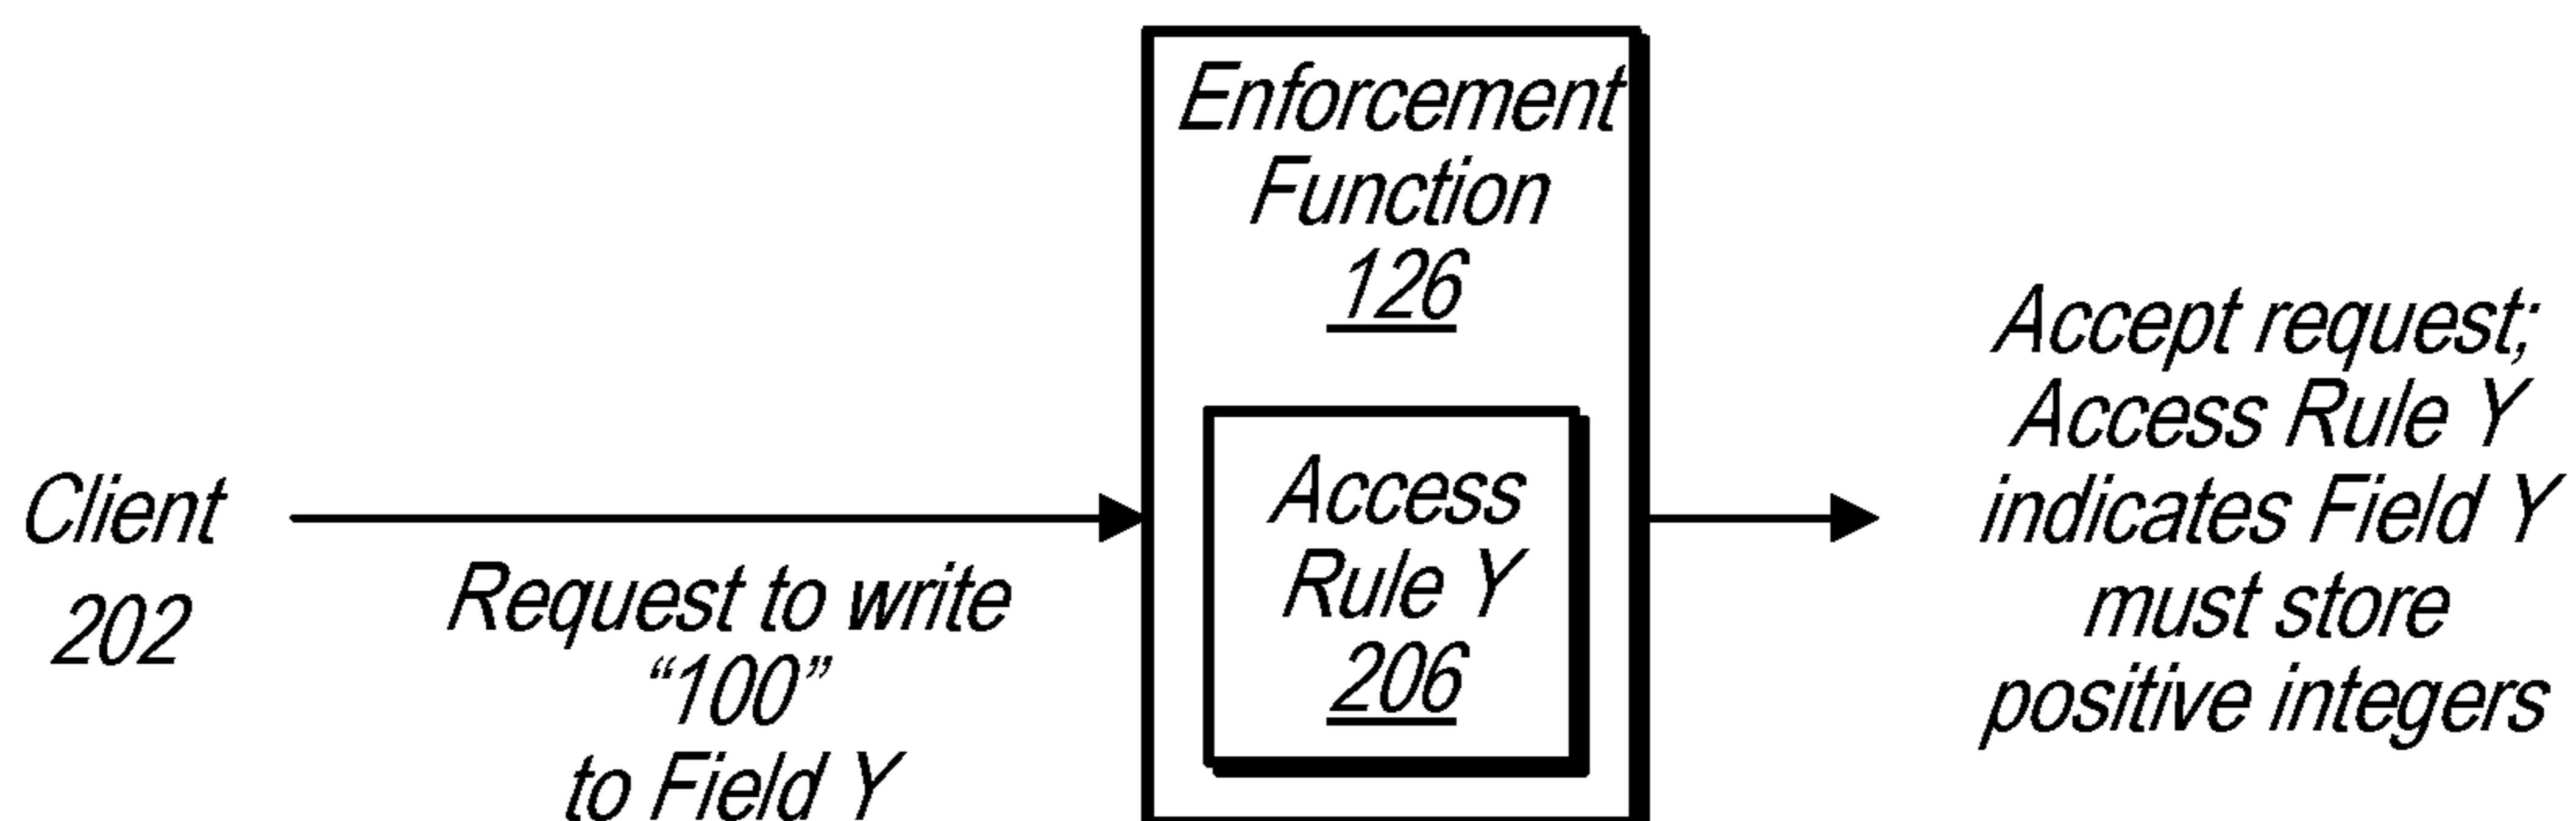 Client
202
Request to write
“100”
to Field Y
Enforcement
Function
126
Access
Rule Y
206
Accept request;
Access Rule Y
indicates Field Y
must store
positive integers